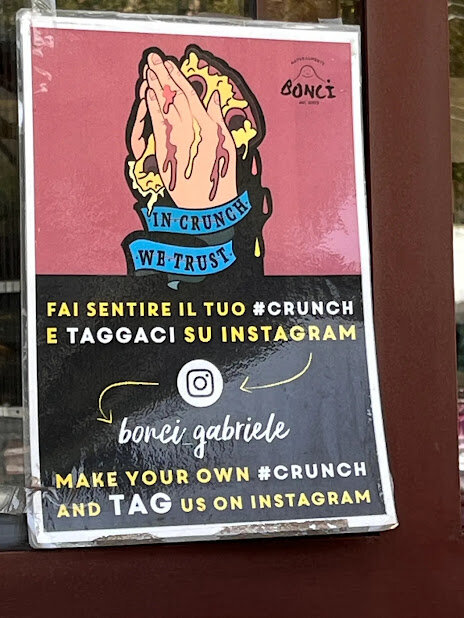 BONCI
IN CRUNCH
WE·TRUST·
FAI SENTIRE IL TUO #CRUNCH
E TAGGACI SU INSTAGRAM
bonci_gabriele
MAKE YOUR OWN #CRUNCH
AND TAG US ON INSTAGRAM